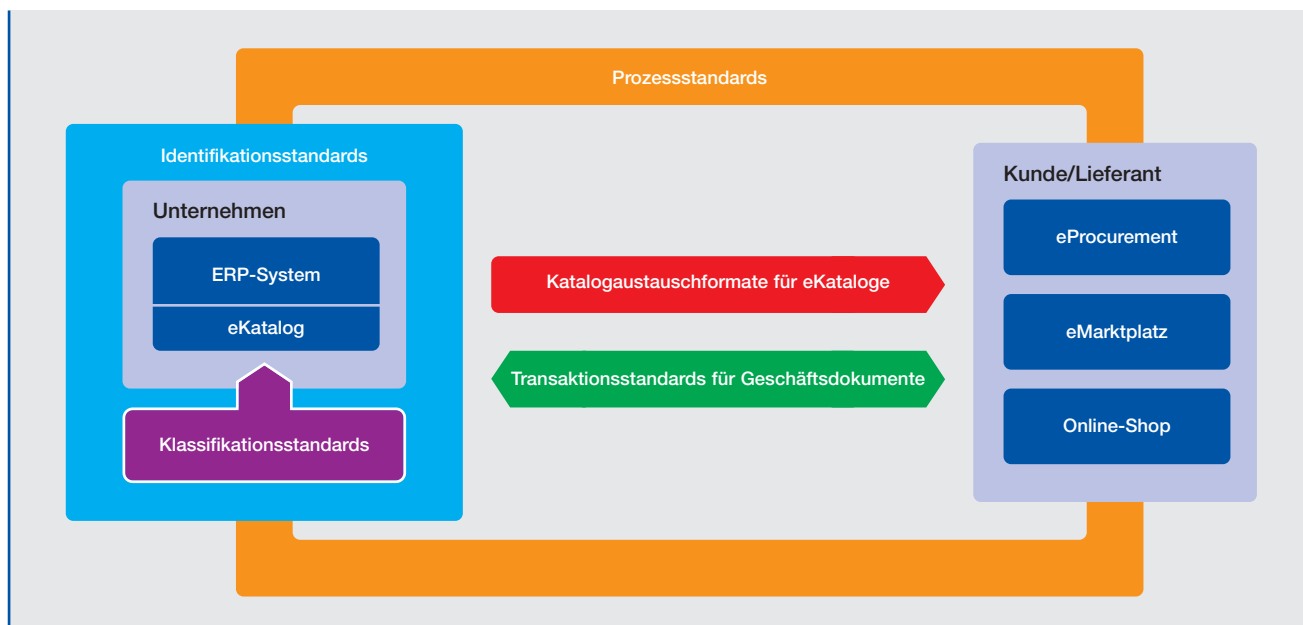 Prozessstandards
Identifikationsstandards
Unternehmen
ERP-System
eKatalog
Klassifikationsstandards
Katalogaustauschformate für eKataloge
Transaktionsstandards für Geschäftsdokumente
Kunde/Lieferant
eProcurement
eMarktplatz
Online-Shop